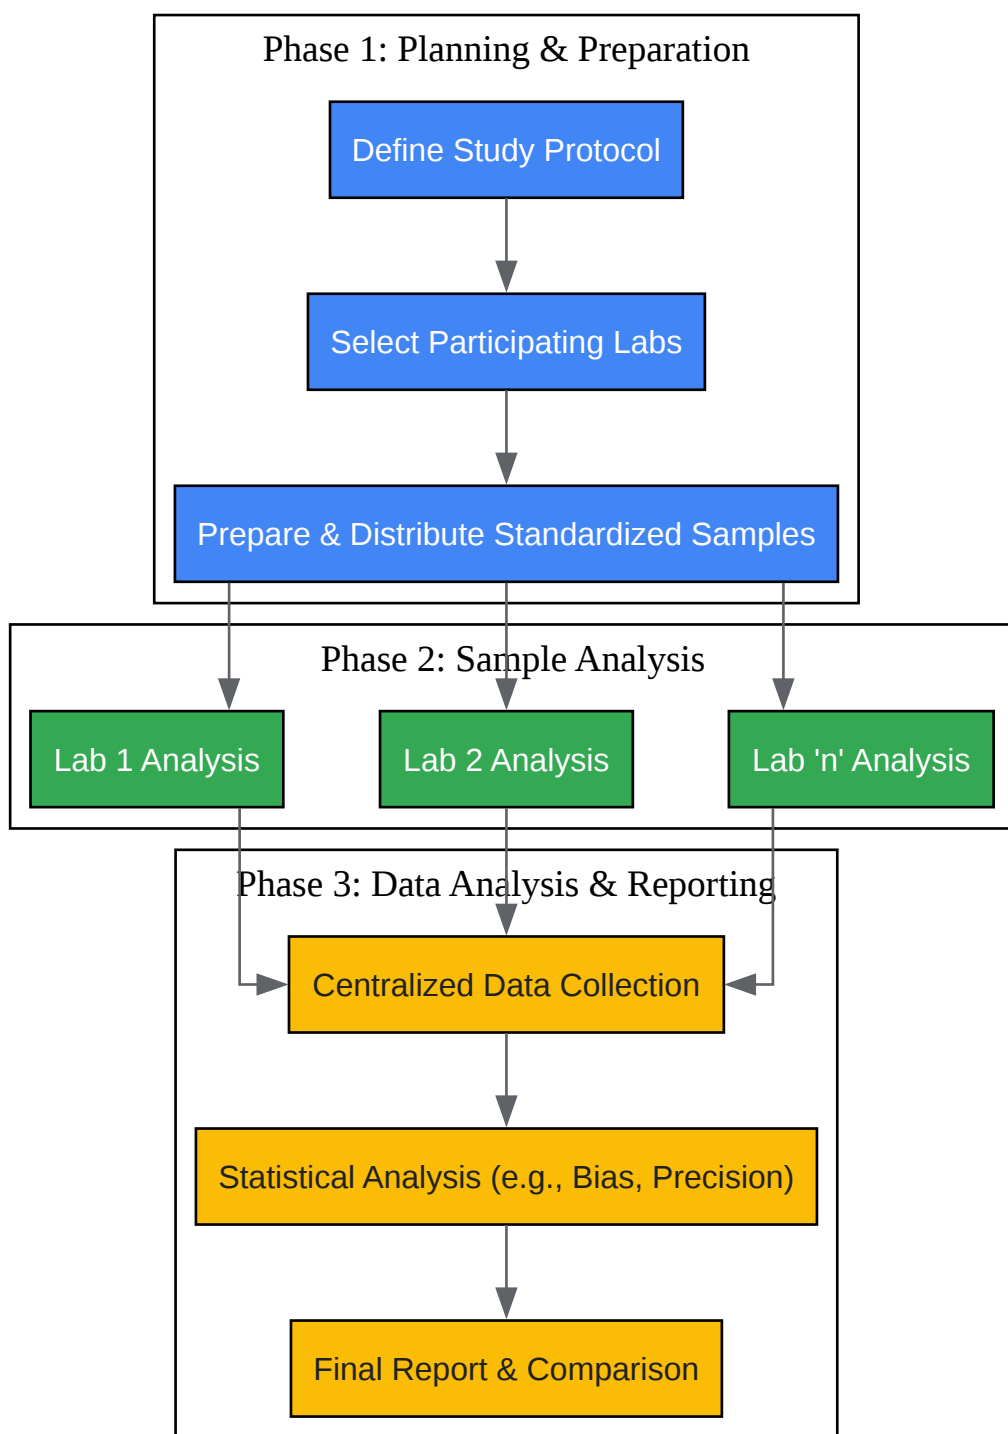 Phase 1: Planning & Preparation
Define Study Protocol
Select Participating Labs
Prepare & Distribute Standardized Samples
Phase 2: Sample Analysis
Lab 1 Analysis
Lab 2 Analysis
Lab 'n' Analysis
Phase 3: Data Analysis & Reporting
Centralized Data Collection
Statistical Analysis (e.g., Bias, Precision)
Final Report & Comparison